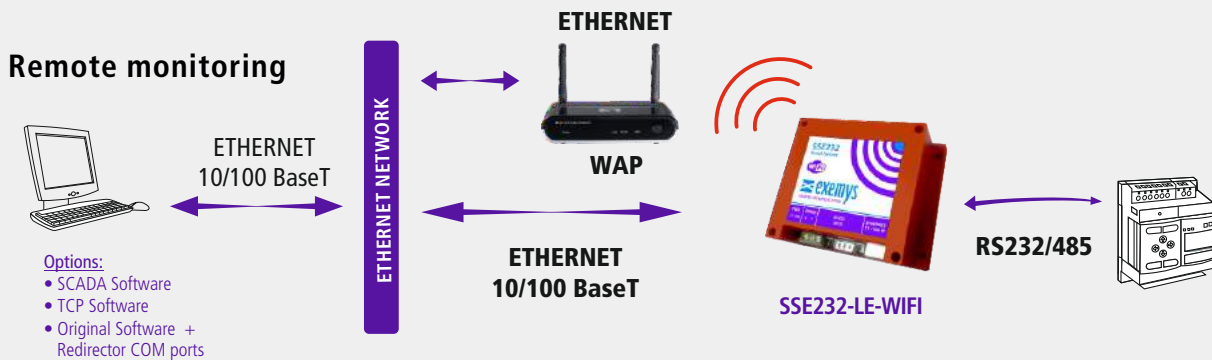 Remote monitoring
ETHERNET
10/100 BaseT
Options:
• SCADA Software
• TCP Software
• Original Software +
Redirector COM ports
ETHERNET NETWORK
ETHERNET
WAP
ETHERNET
10/100 BaseT
SSE232
exemys
SSE232-LE-WIFI
RS232/485